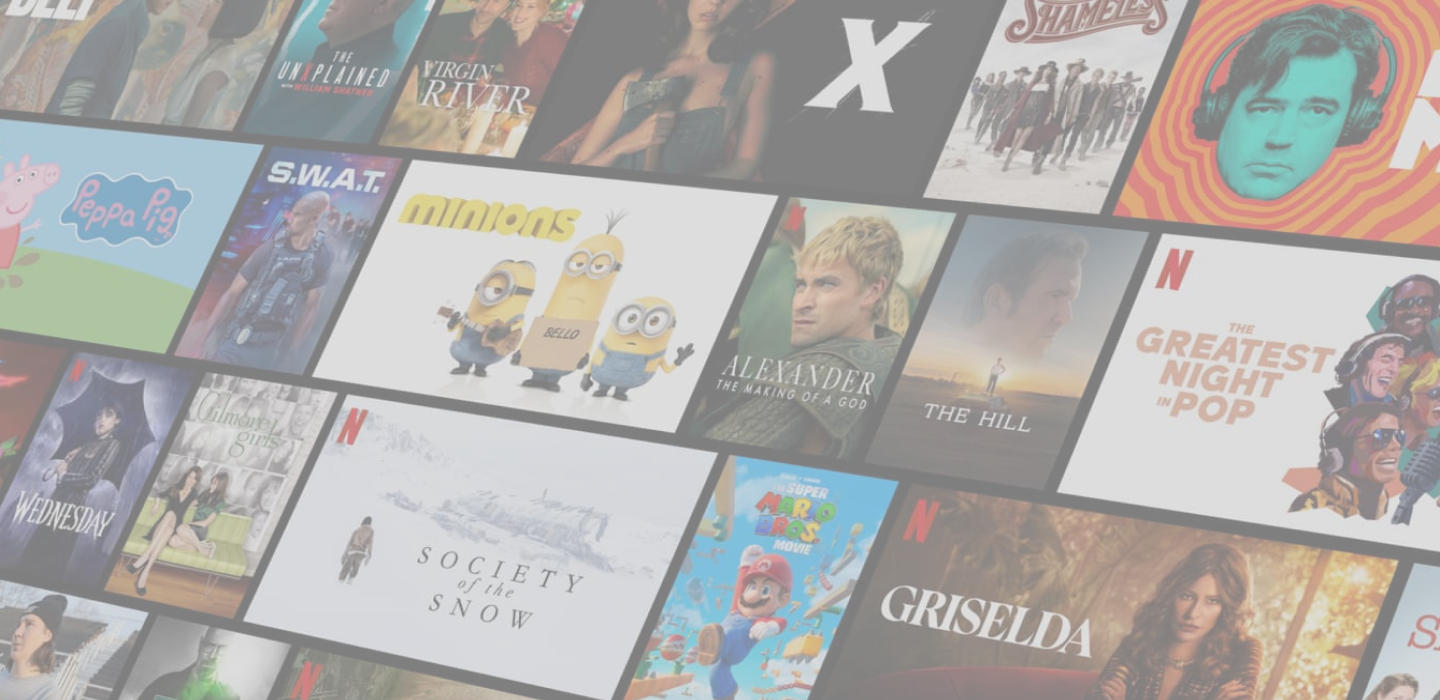 THE
UNXPLAINED
WITH WILLIAM SHATNER
VIRGIN
RIVER
X
SHAMELESS
Peppa Pig
S.W.A.T.
MINIONS
BELLO
N
ALEXANDER
THE MAKING OF A GOD
THE HILL
N
THE
GREATEST
NIGHT
IN POP
N
WEDNESDAY
Gilmore
girls
N
SOCIETY
of the
SNOW
THE SUPER
MARIO
BROS.
MOVIE
N
GRISELDA
N